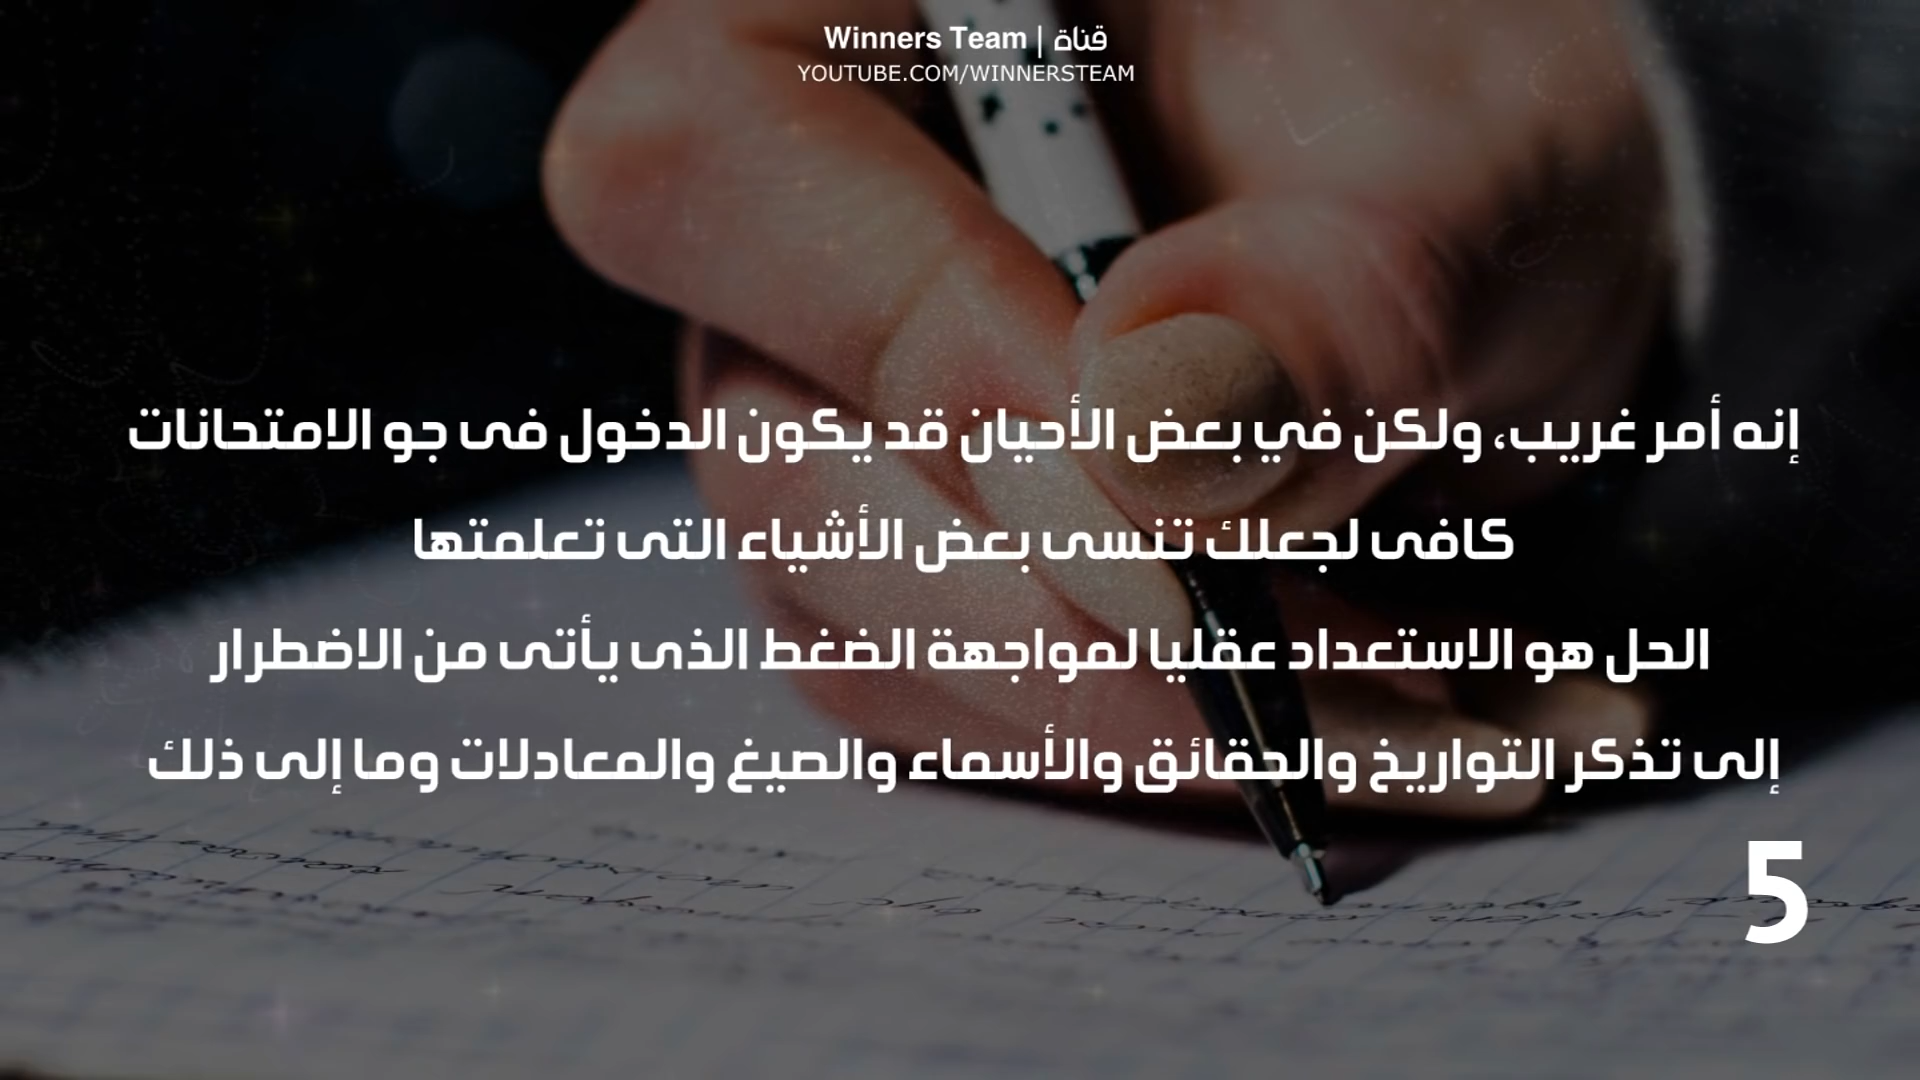 Winners Team | قناة
YOUTUBE.COM/WINNERSTEAM
إنه أمر غريب، ولكن في بعض الأحيان قد يكون الدخول فى جو الامتحانات
كافى لجعلك تنسى بعض الأشياء التى تعلمتها
الحل هو الاستعداد عقليا لمواجهة الضغط الذى يأتى من الاضطرار
إلى تذكر التواريخ والحقائق والأسماء والصيغ والمعادلات وما إلى ذلك
5